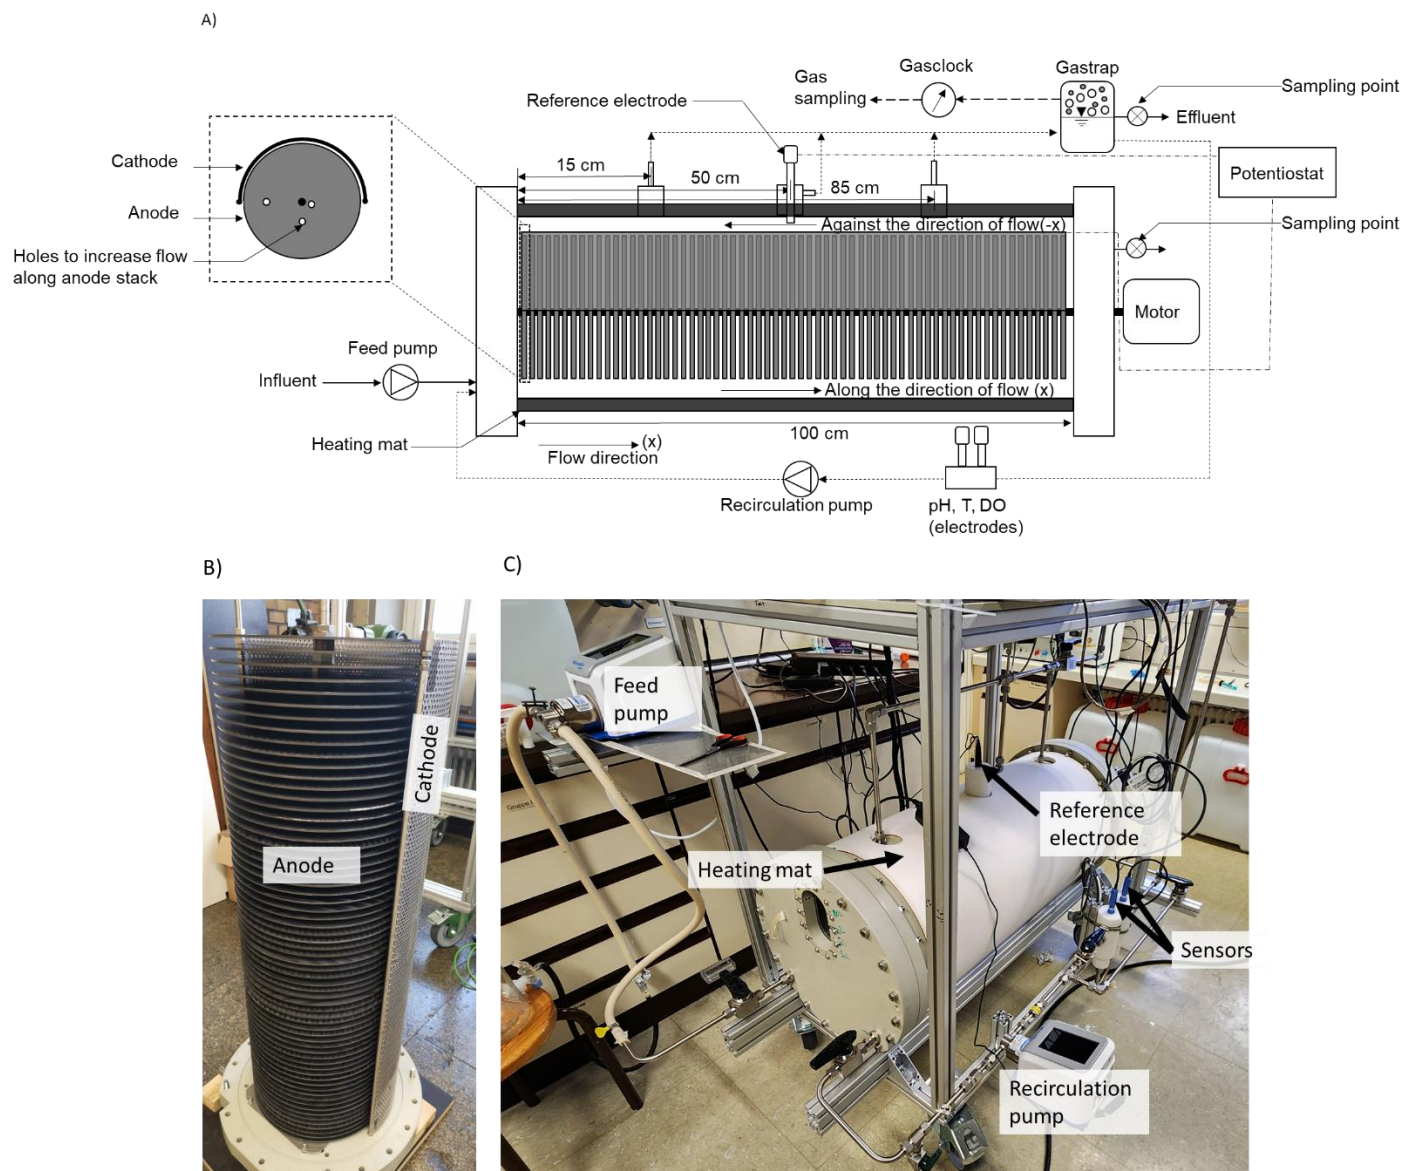 A)
Gas
sampling
Gasclock
Gastrap
Sampling point
Effluent
Reference electrode
Cathode
Anode
Holes to increase flow
along anode stack
15 cm
50 cm
85 cm
Potentiostat
Against the direction of flow(-x)
Sampling point
Motor
Feed pump
Influent
Along the direction of flow (x)
Heating mat
100 cm
(x)
Flow direction
Recirculation pump
pH, T, DO
(electrodes)
B)
Cathode
Anode
C)
Feed
pump
Reference
electrode
Heating mat
Sensors
Recirculation
pump